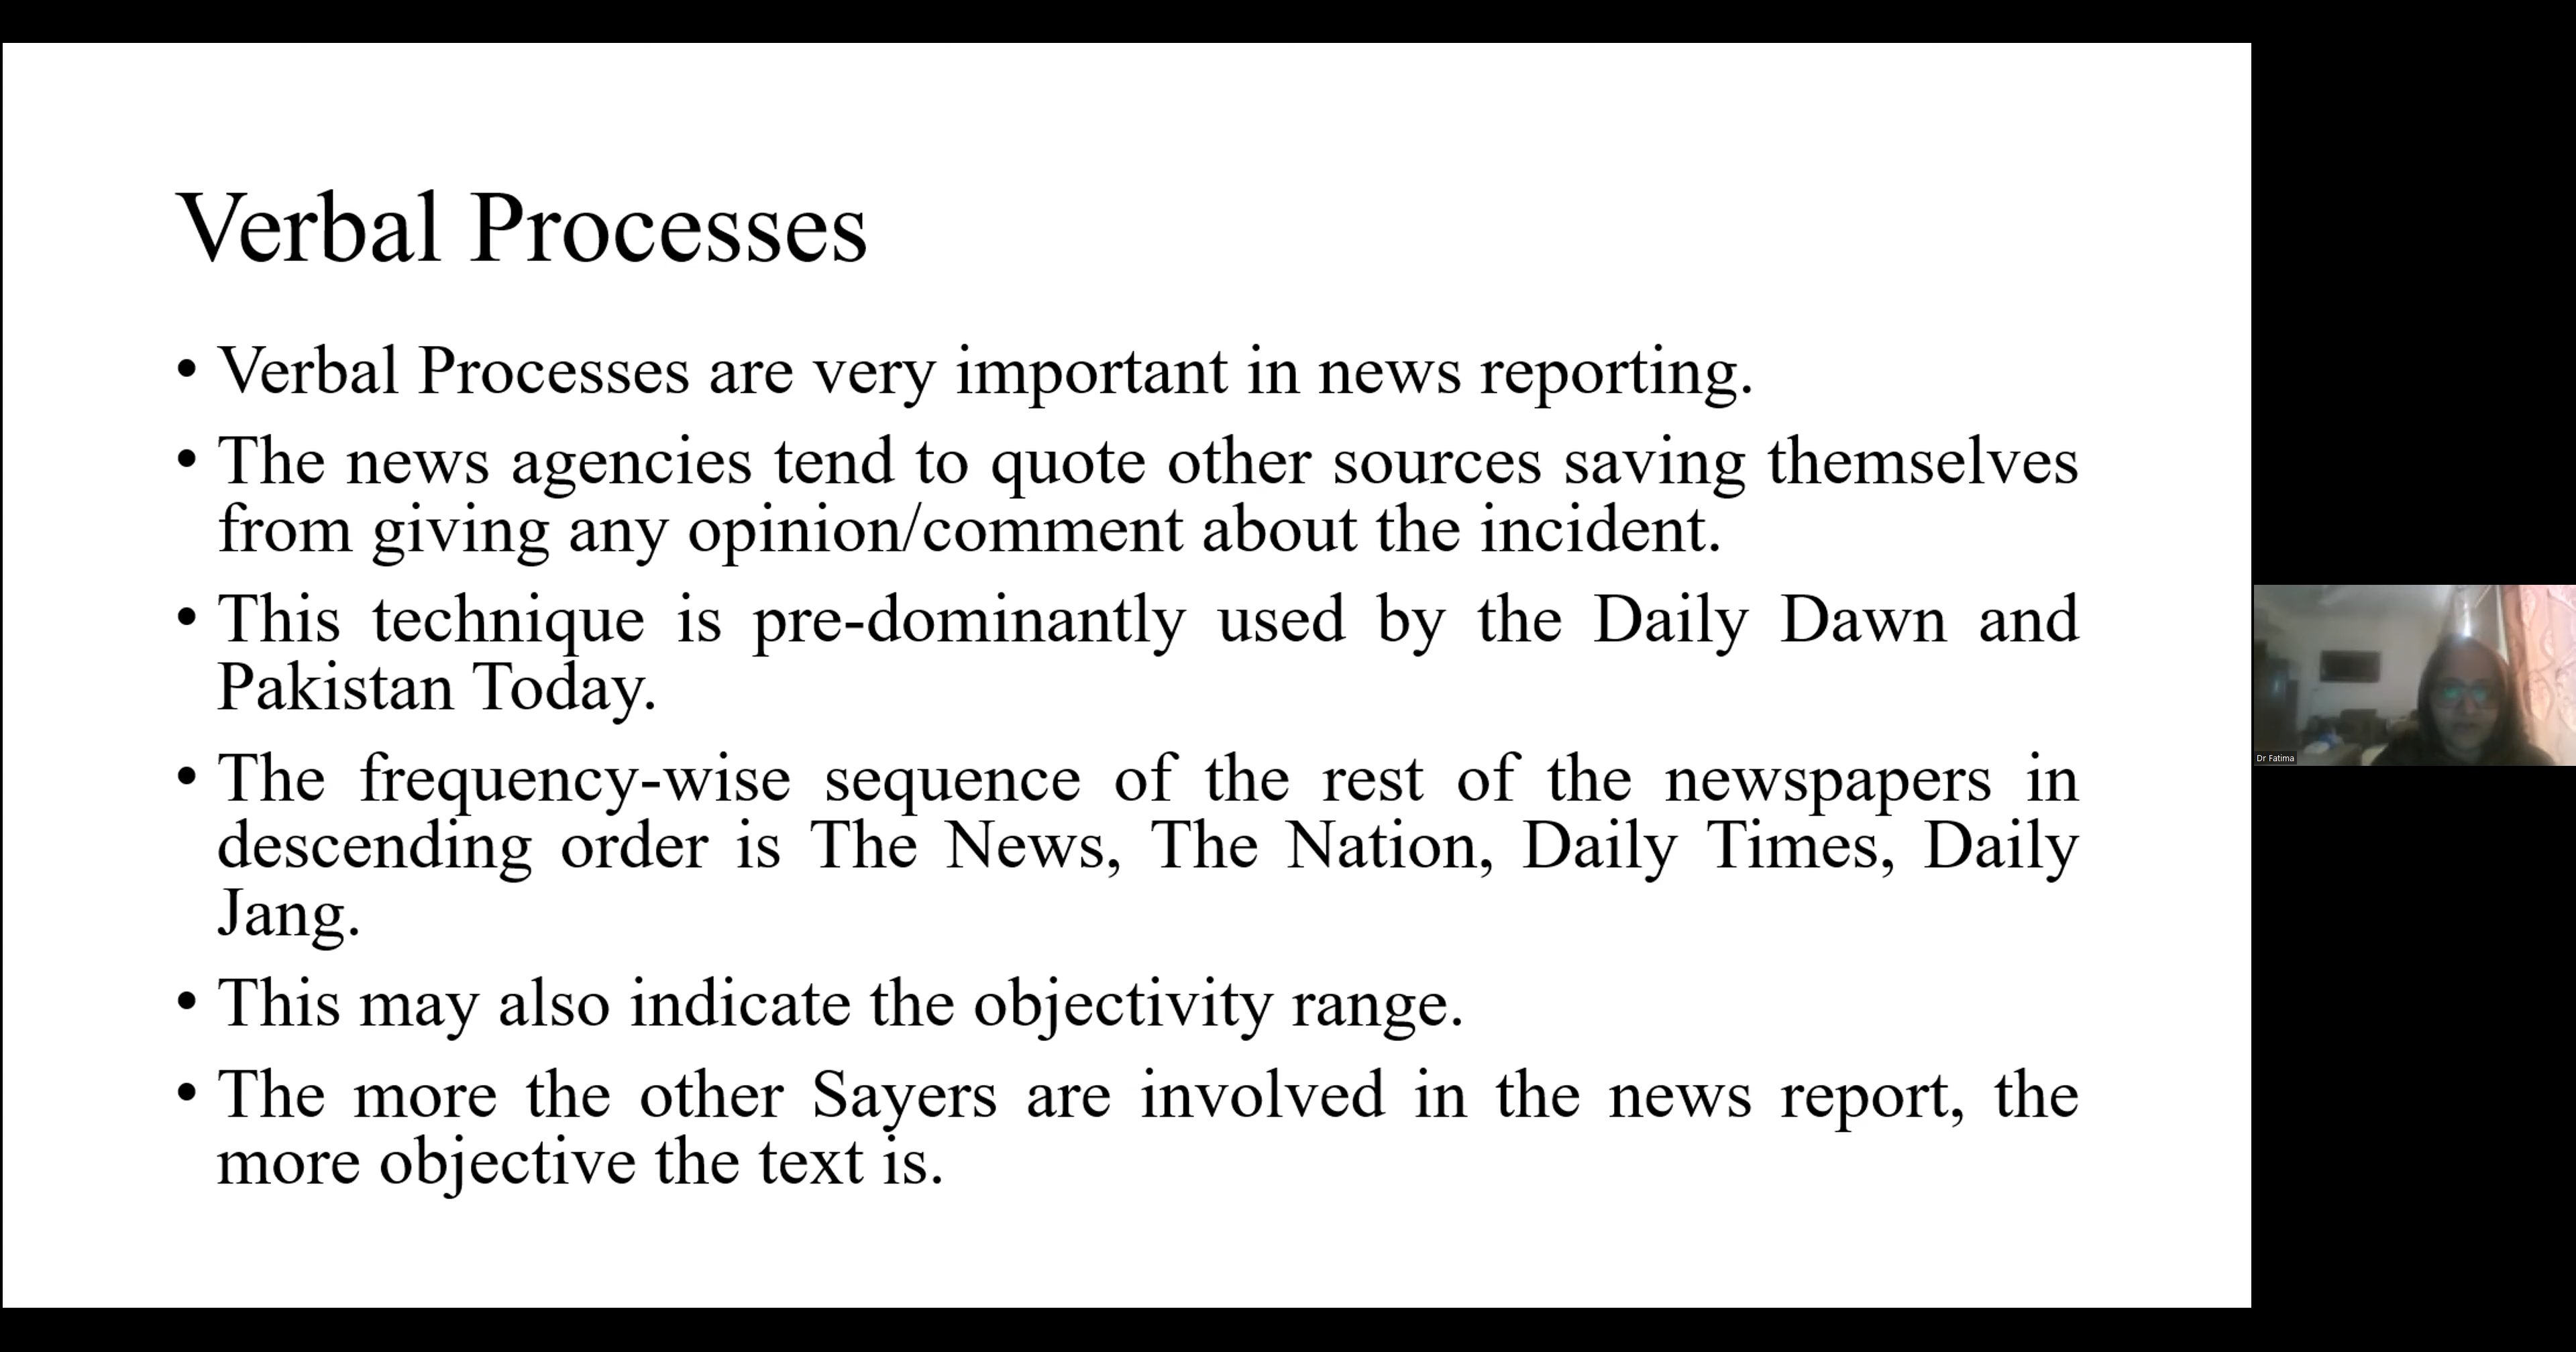 Verbal Processes
• Verbal Processes are very important in news reporting.
• The news agencies tend to quote other sources saving themselves
from giving any opinion/comment about the incident.
• This technique is pre-dominantly used by the Daily Dawn and
Pakistan Today.
• The frequency-wise sequence of the rest of the newspapers in
descending order is The News, The Nation, Daily Times, Daily
Jang.
• This may also indicate the objectivity range.
• The more the other Sayers are involved in the news report, the
more objective the text is.
Dr Fatima